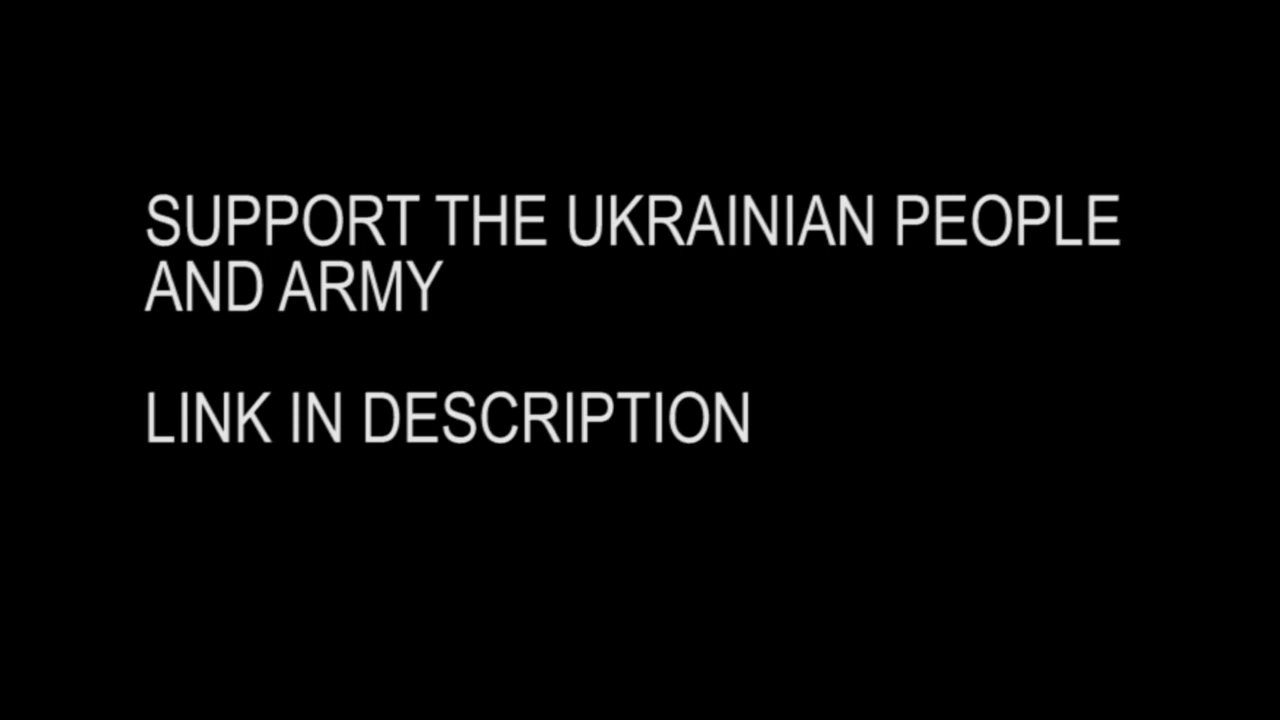 SUPPORT THE UKRAINIAN PEOPLE
AND ARMY
LINK IN DESCRIPTION